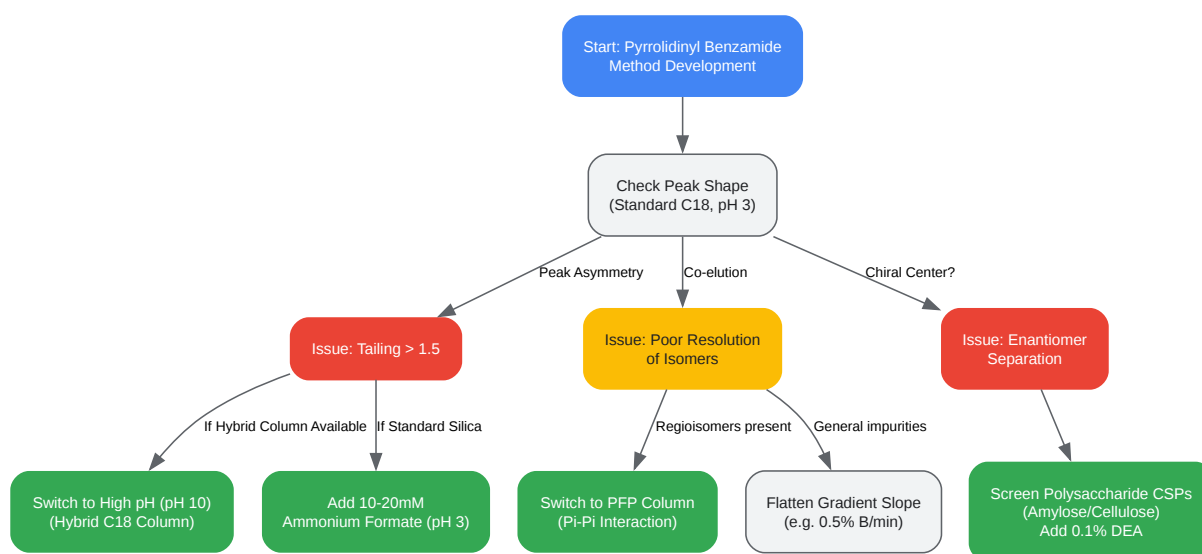 Start: Pyrrolidinyl Benzamide
Method Development
Check Peak Shape
(Standard C18, pH 3)
Peak Asymmetry
Co-elution
Chiral Center?
Issue: Tailing > 1.5
Issue: Poor Resolution
of Isomers
Issue: Enantiomer
Separation
If Hybrid Column Available
If Standard Silica
Regioisomers present
General impurities
Switch to High pH (pH 10)
(Hybrid C18 Column)
Add 10-20mM
Ammonium Formate (pH 3)
Switch to PFP Column
(Pi-Pi Interaction)
Flatten Gradient Slope
(e.g. 0.5% B/min)
Screen Polysaccharide CSPs
(Amylose/Cellulose)
Add 0.1% DEA